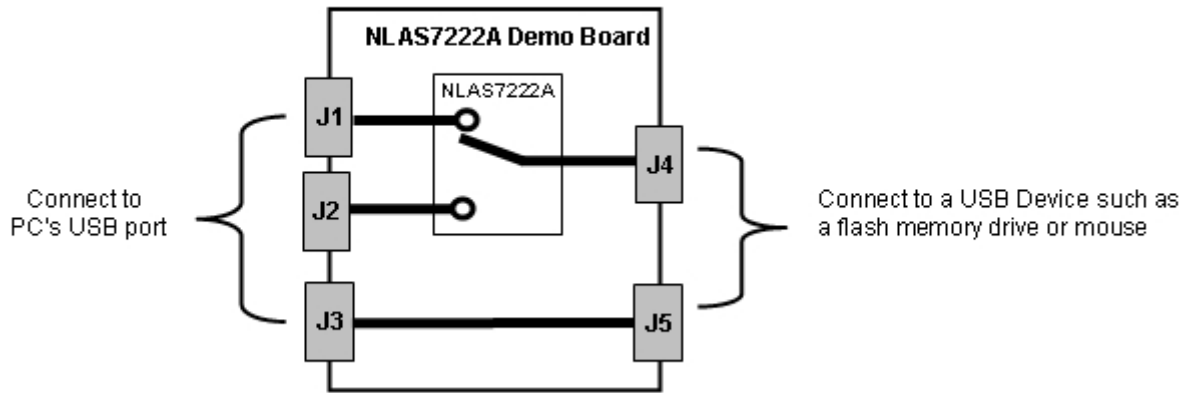 NLAS7222A Demo Board
NLAS7222A
J1
J2
J3
J4
J5
Connect to
PC's USB port
Connect to a USB Device such as
a flash memory drive or mouse